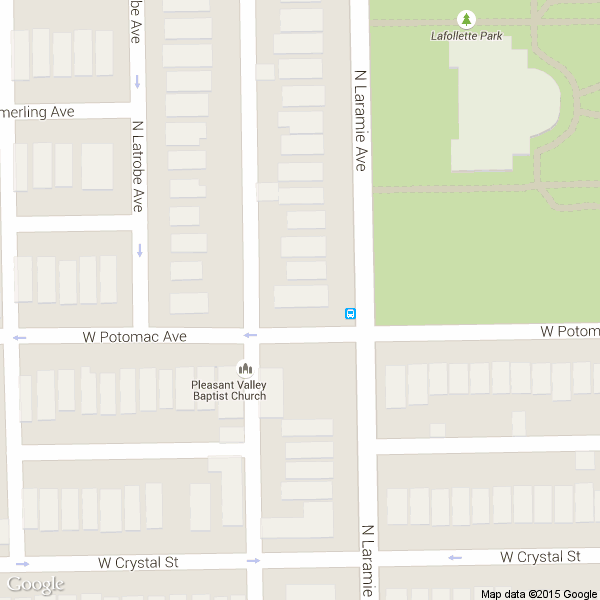 be Ave
Lafollette Park
merling Ave
N Latrobe Ave
N Laramie Ave
W Potomac Ave
W Potom
Pleasant Valley
Baptist Church
N Laramie
W Crystal St
W Crystal St
Google
Map data ©2015 Google